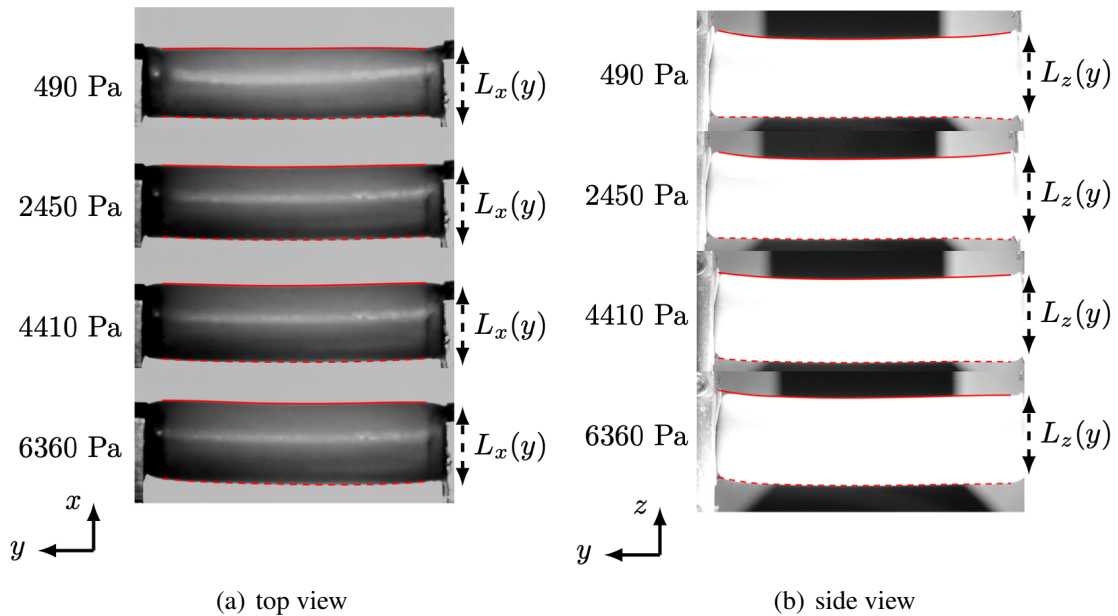 490 Pa
L_x(y)
2450 Pa
L_x(y)
4410 Pa
L_x(y)
6360 Pa
L_x(y)
x
y
(a) top view
490 Pa
L_z(y)
2450 Pa
L_z(y)
4410 Pa
L_z(y)
6360 Pa
L_z(y)
z
y
(b) side view